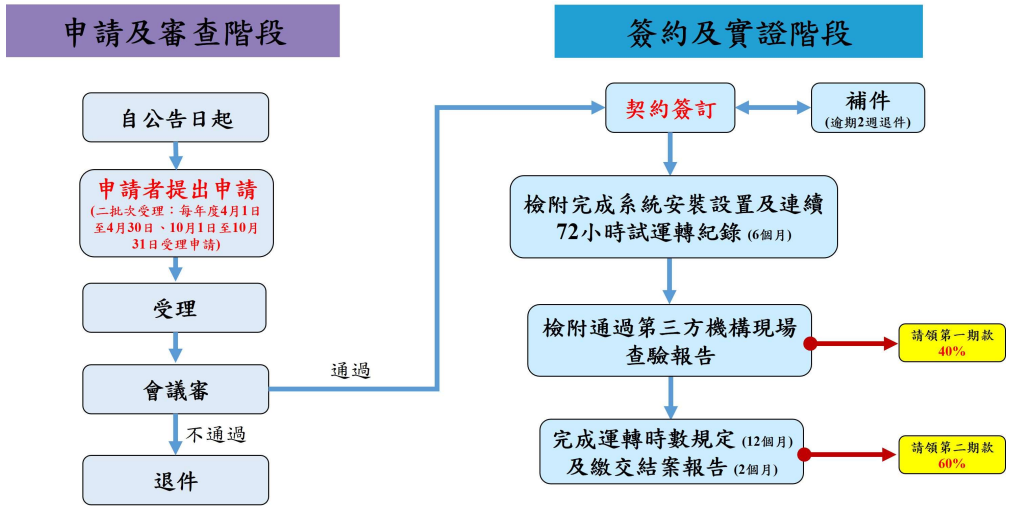 申請及審查階段
自公告日起
申請者提出申請
(二批次受理：每年度4月1日
至4月30日、10月1日至10月
31日受理申請)
受理
會議審
通過
不通過
退件
簽約及實證階段
契約簽訂
補件
(逾期2週退件)
檢附完成系統安裝設置及連續
72小時試運轉紀錄 (6個月)
檢附通過第三方機構現場
查驗報告
請領第一期款
40%
完成運轉時數規定 (12個月)
及繳交結案報告 (2個月)
請領第二期款
60%